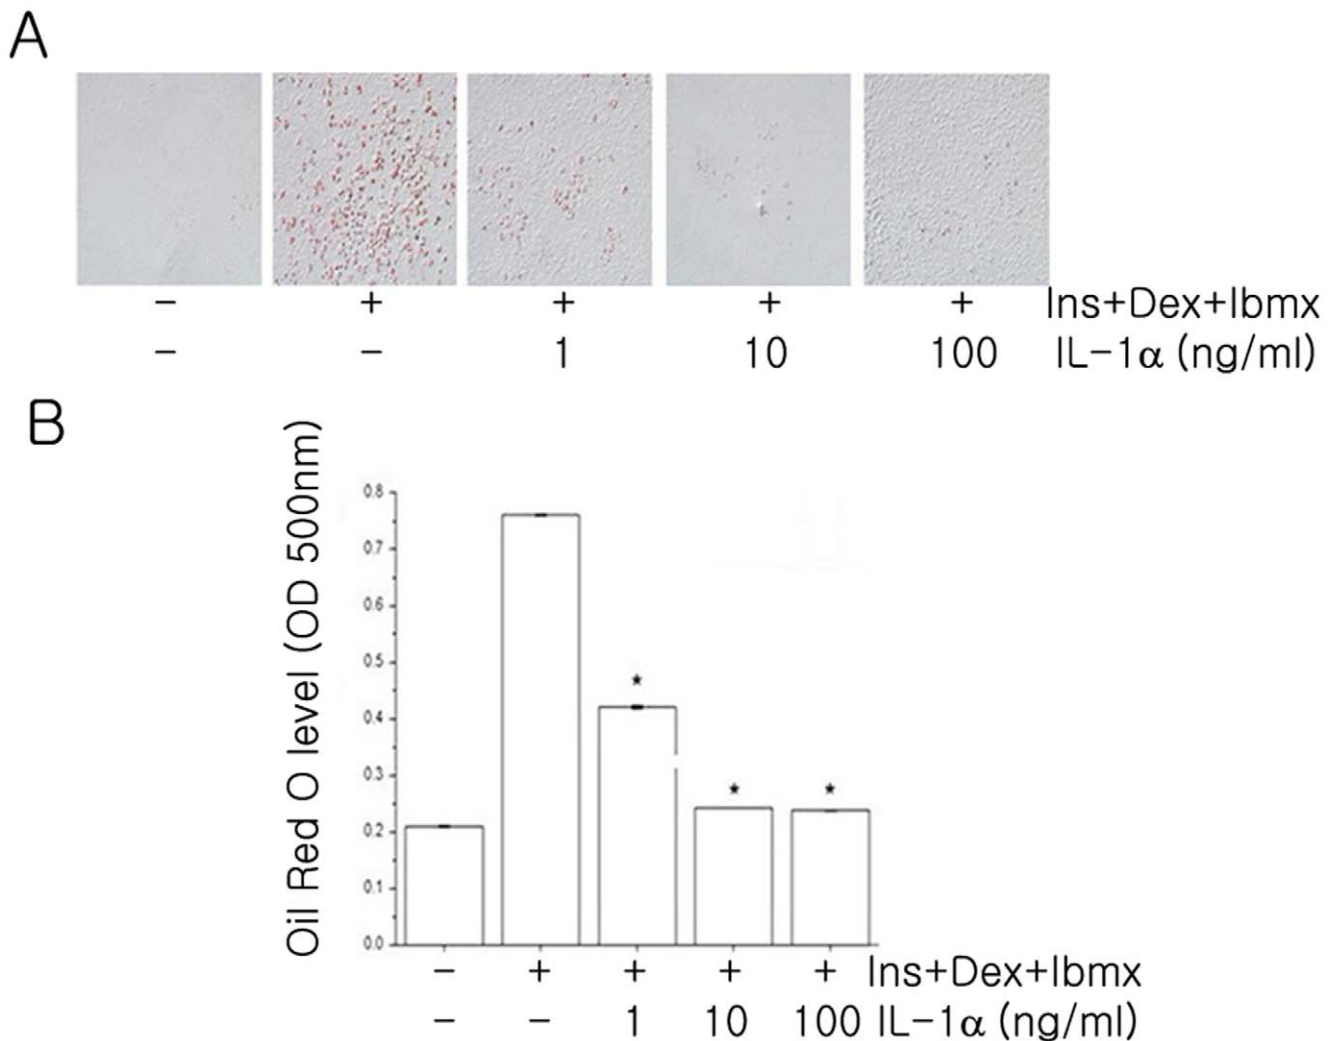 A
− + + + + Ins+Dex+Ibmx
− − 1 10 100 IL-1α (ng/ml)
B
Oil Red O level (OD 500nm)
0.8
0.7
0.6
0.5
0.4
0.3
0.2
0.1
0.0
*
* *
− + + + + Ins+Dex+Ibmx
− − 1 10 100 IL-1α (ng/ml)